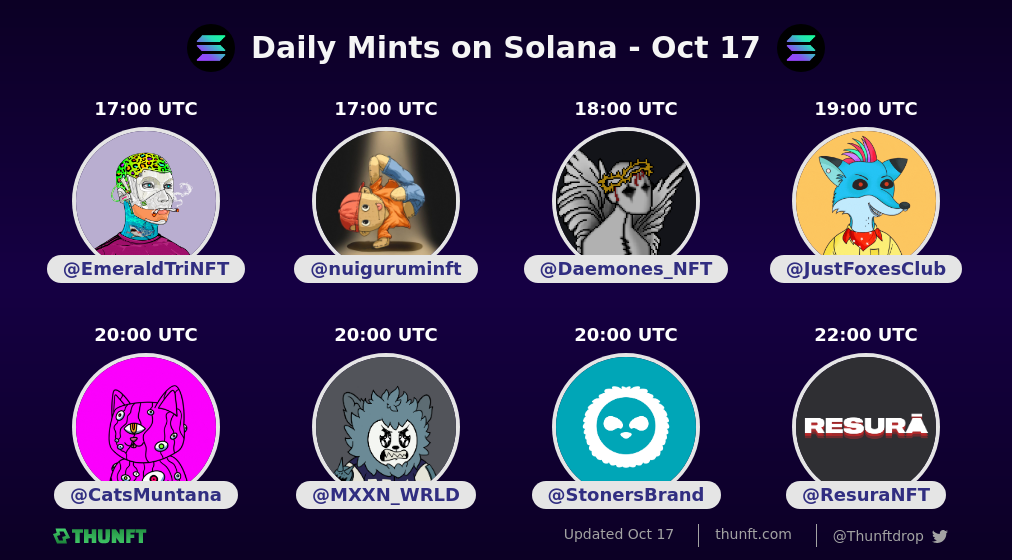 Daily Mints on Solana - Oct 17
17:00 UTC
17:00 UTC
18:00 UTC
19:00 UTC
@EmeraldTriNFT
@nuiguruminft
@Daemones_NFT
@JustFoxesClub
20:00 UTC
20:00 UTC
20:00 UTC
22:00 UTC
RESURĀ
@CatsMuntana
@MXXN_WRLD
@StonersBrand
@ResuraNFT
THUNFT
Updated Oct 17
thunft.com
@Thunftdrop